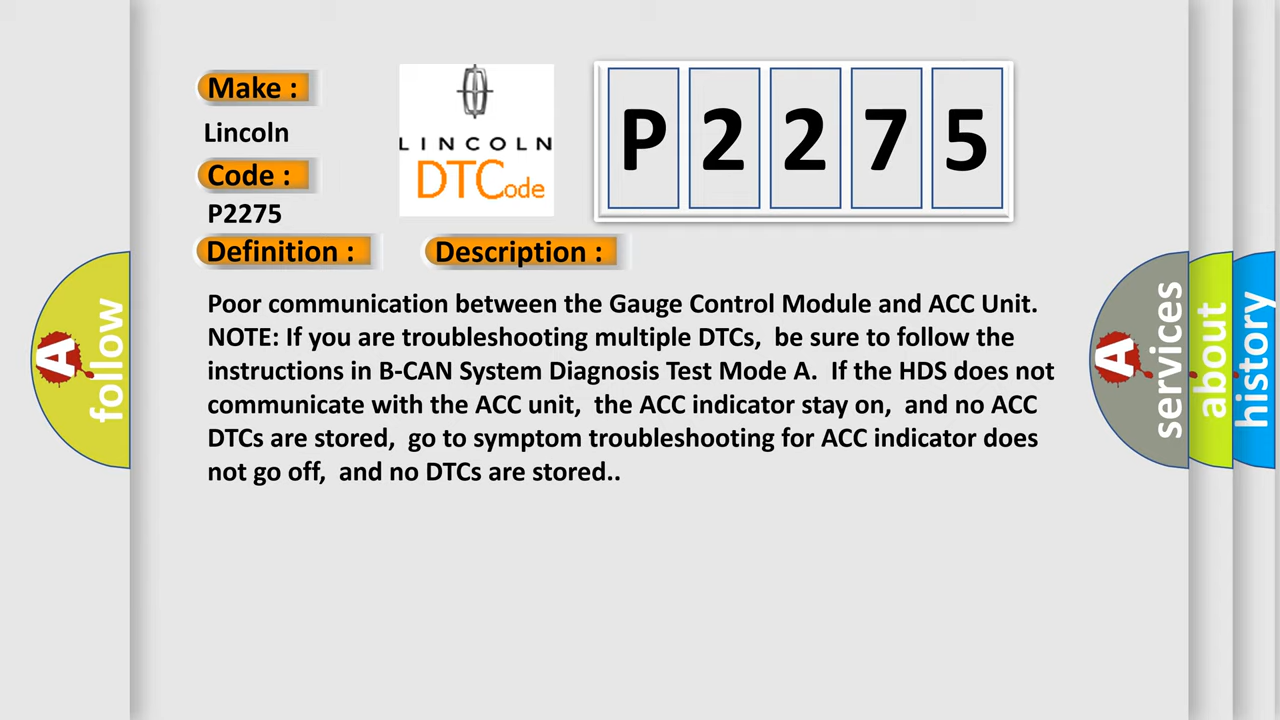 Make :
Lincoln
Code :
P2275
LINCOLN
DTCode
P 2 2 7 5
Definition :
Description :
Poor communication between the Gauge Control Module and ACC Unit.
NOTE: If you are troubleshooting multiple DTCs,  be sure to follow the
instructions in B-CAN System Diagnosis Test Mode A.  If the HDS does not
communicate with the ACC unit,  the ACC indicator stay on,  and no ACC
DTCs are stored,  go to symptom troubleshooting for ACC indicator does
not go off,  and no DTCs are stored..
A follow
A services
about
history